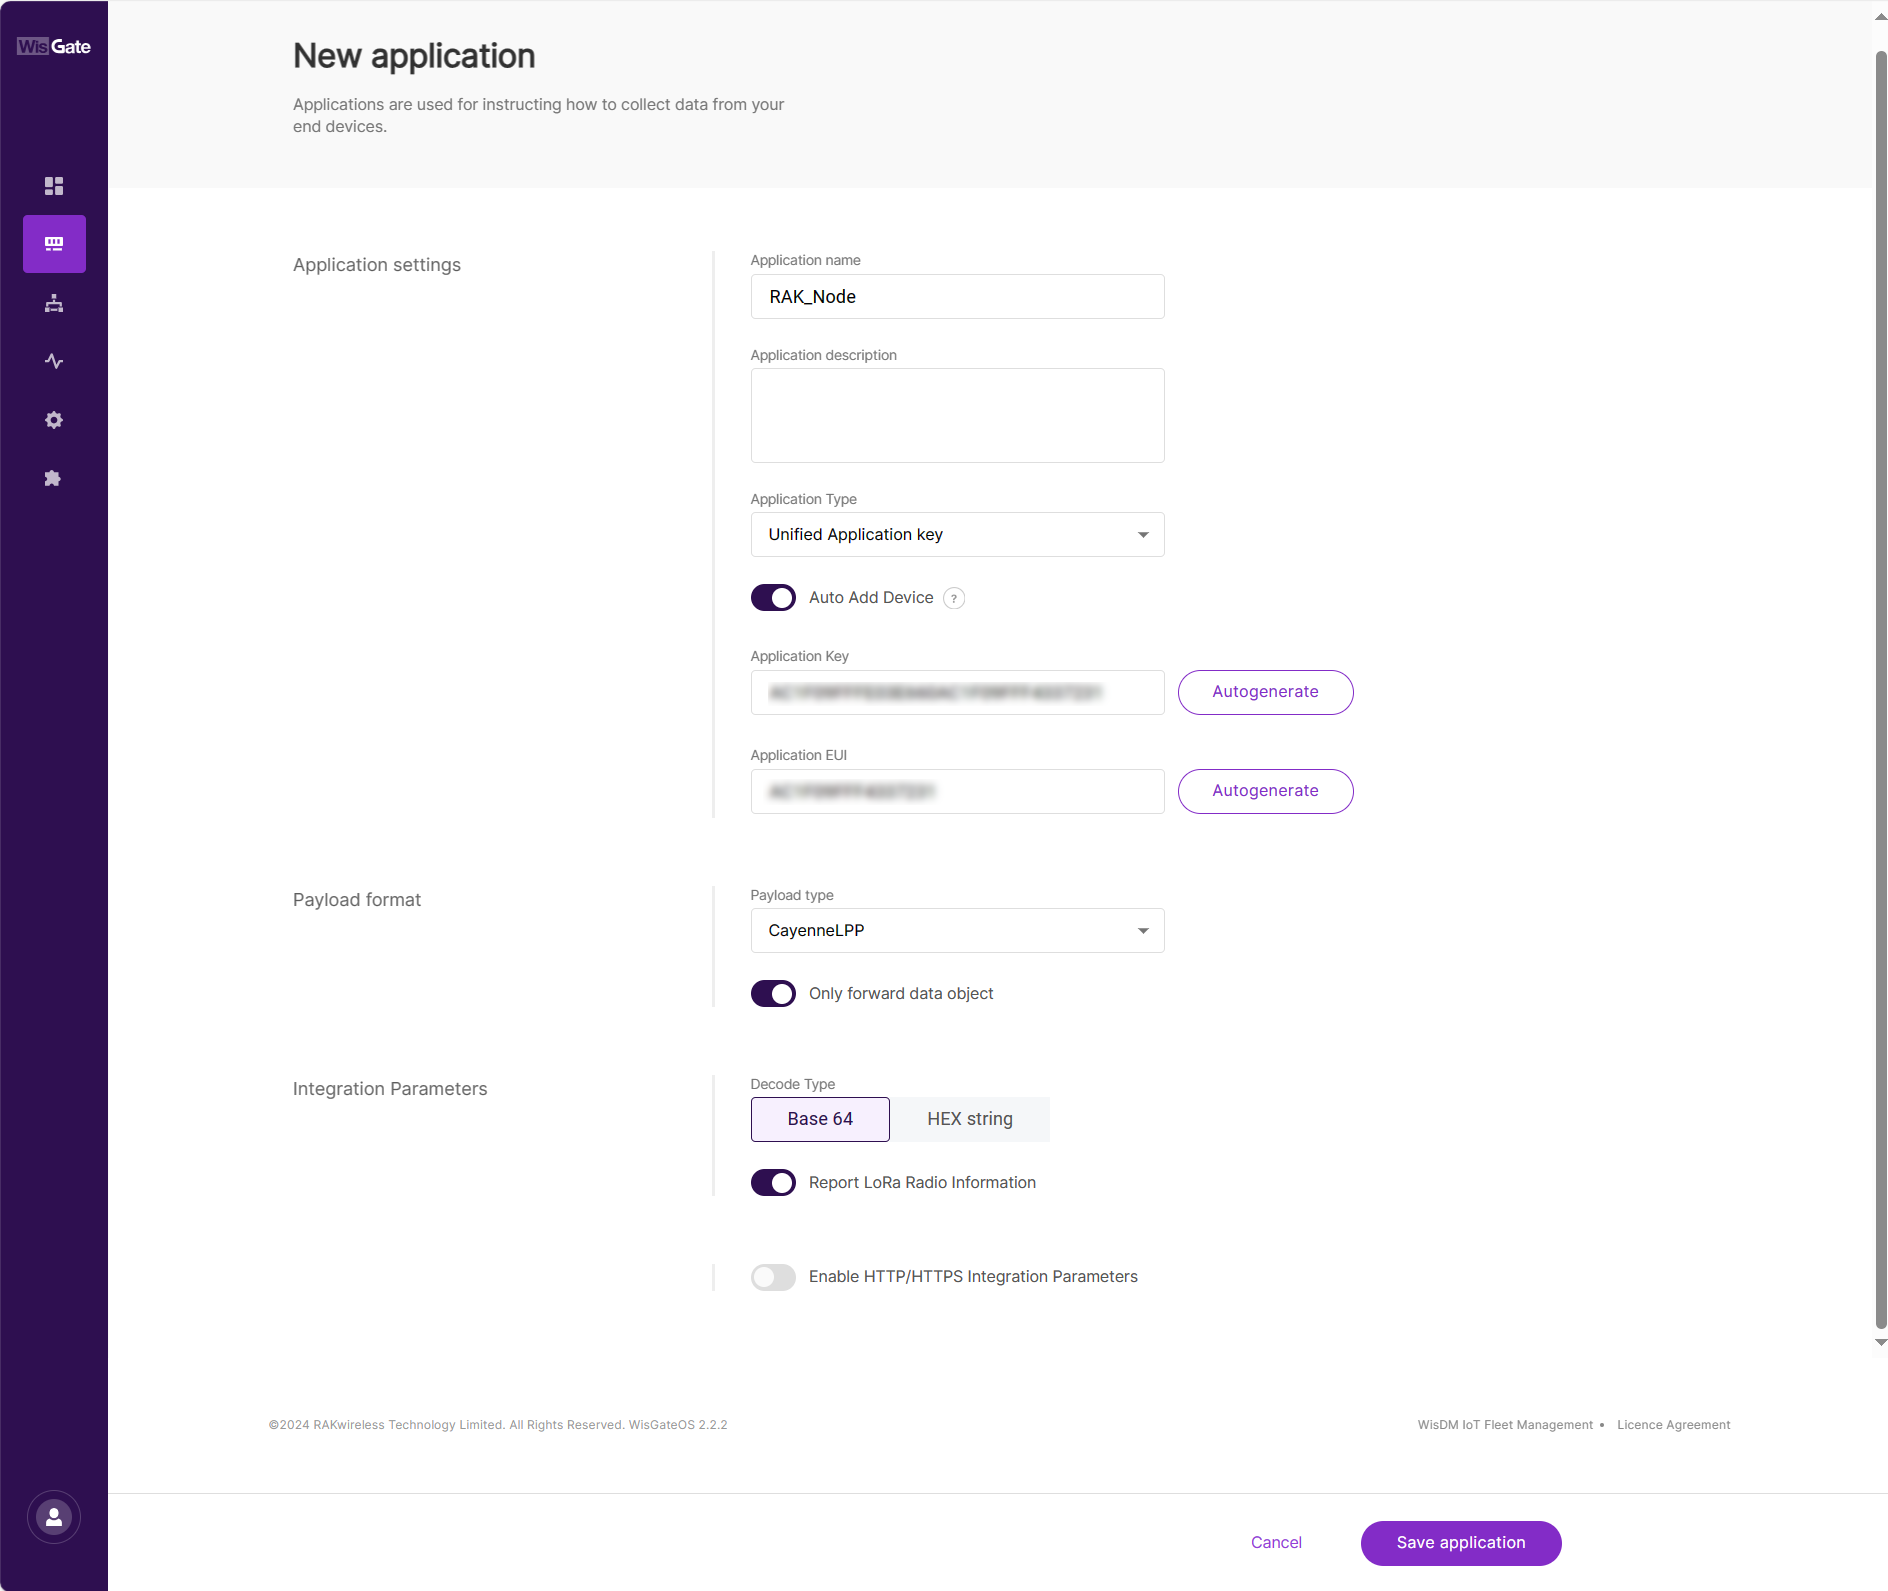 WisGate
New application
Applications are used for instructing how to collect data from your
end devices.
Application settings
Application name
RAK_Node
Application description
Application Type
Unified Application key
Auto Add Device ?
Application Key
Autogenerate
Application EUI
Autogenerate
Payload format
Payload type
CayenneLPP
Only forward data object
Integration Parameters
Decode Type
Base 64 HEX string
Report LoRa Radio Information
Enable HTTP/HTTPS Integration Parameters
©2024 RAKwireless Technology Limited. All Rights Reserved. WisGateOS 2.2.2
WisDM IoT Fleet Management • Licence Agreement
Cancel Save application